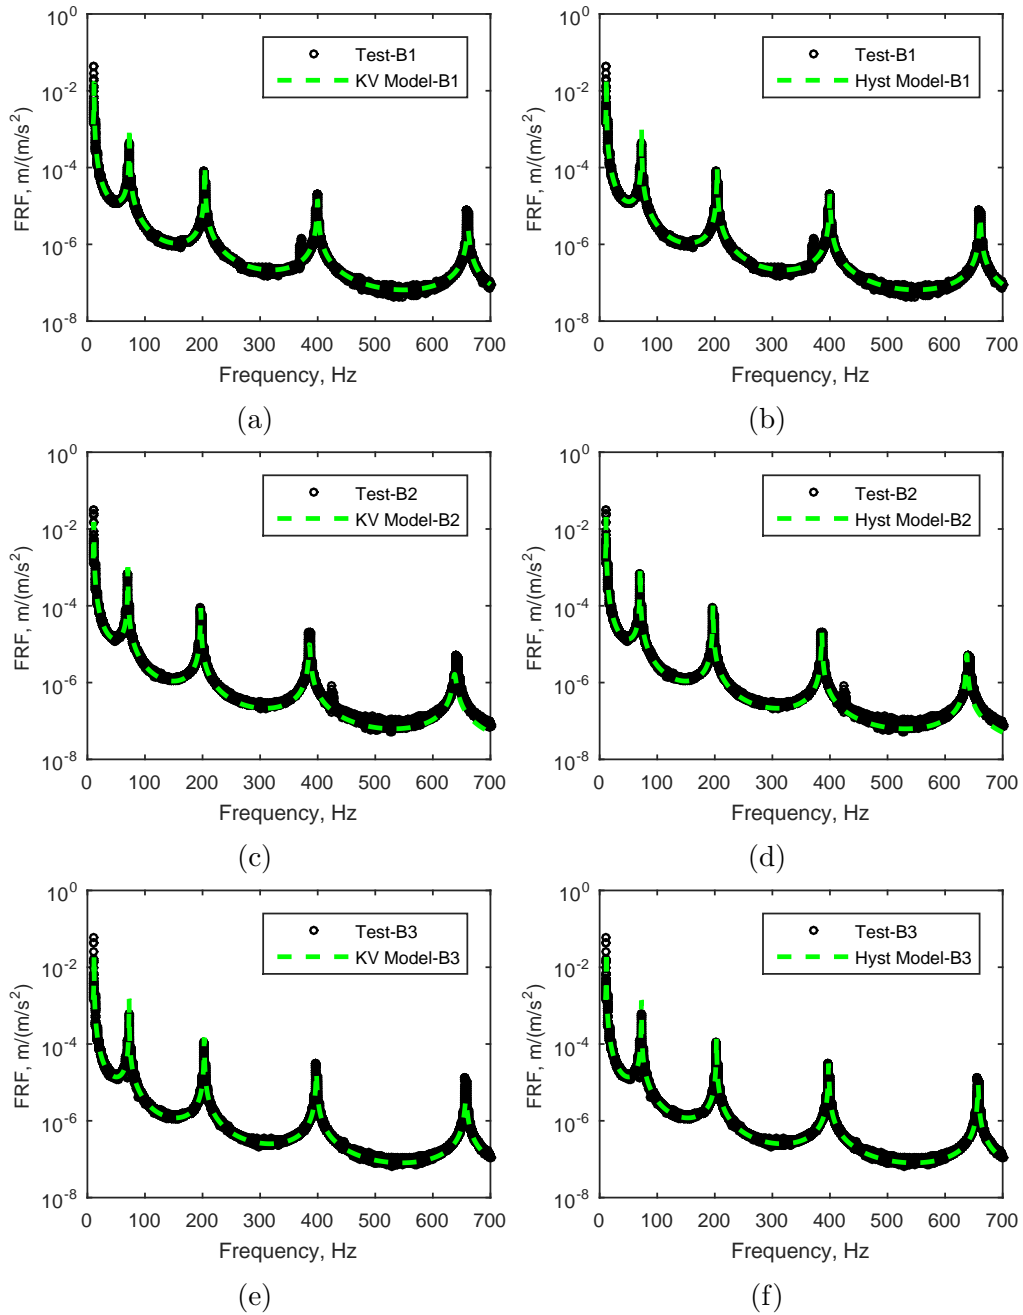 10^0
10^-2
10^-4
10^-6
10^-8
FRF, m/(m/s^2)
Test-B1
KV Model-B1
0 100 200 300 400 500 600 700
Frequency, Hz
(a)
10^0
10^-2
10^-4
10^-6
10^-8
FRF, m/(m/s^2)
Test-B1
Hyst Model-B1
0 100 200 300 400 500 600 700
Frequency, Hz
(b)
10^0
10^-2
10^-4
10^-6
10^-8
FRF, m/(m/s^2)
Test-B2
KV Model-B2
0 100 200 300 400 500 600 700
Frequency, Hz
(c)
10^0
10^-2
10^-4
10^-6
10^-8
FRF, m/(m/s^2)
Test-B2
Hyst Model-B2
0 100 200 300 400 500 600 700
Frequency, Hz
(d)
10^0
10^-2
10^-4
10^-6
10^-8
FRF, m/(m/s^2)
Test-B3
KV Model-B3
0 100 200 300 400 500 600 700
Frequency, Hz
(e)
10^0
10^-2
10^-4
10^-6
10^-8
FRF, m/(m/s^2)
Test-B3
Hyst Model-B3
0 100 200 300 400 500 600 700
Frequency, Hz
(f)